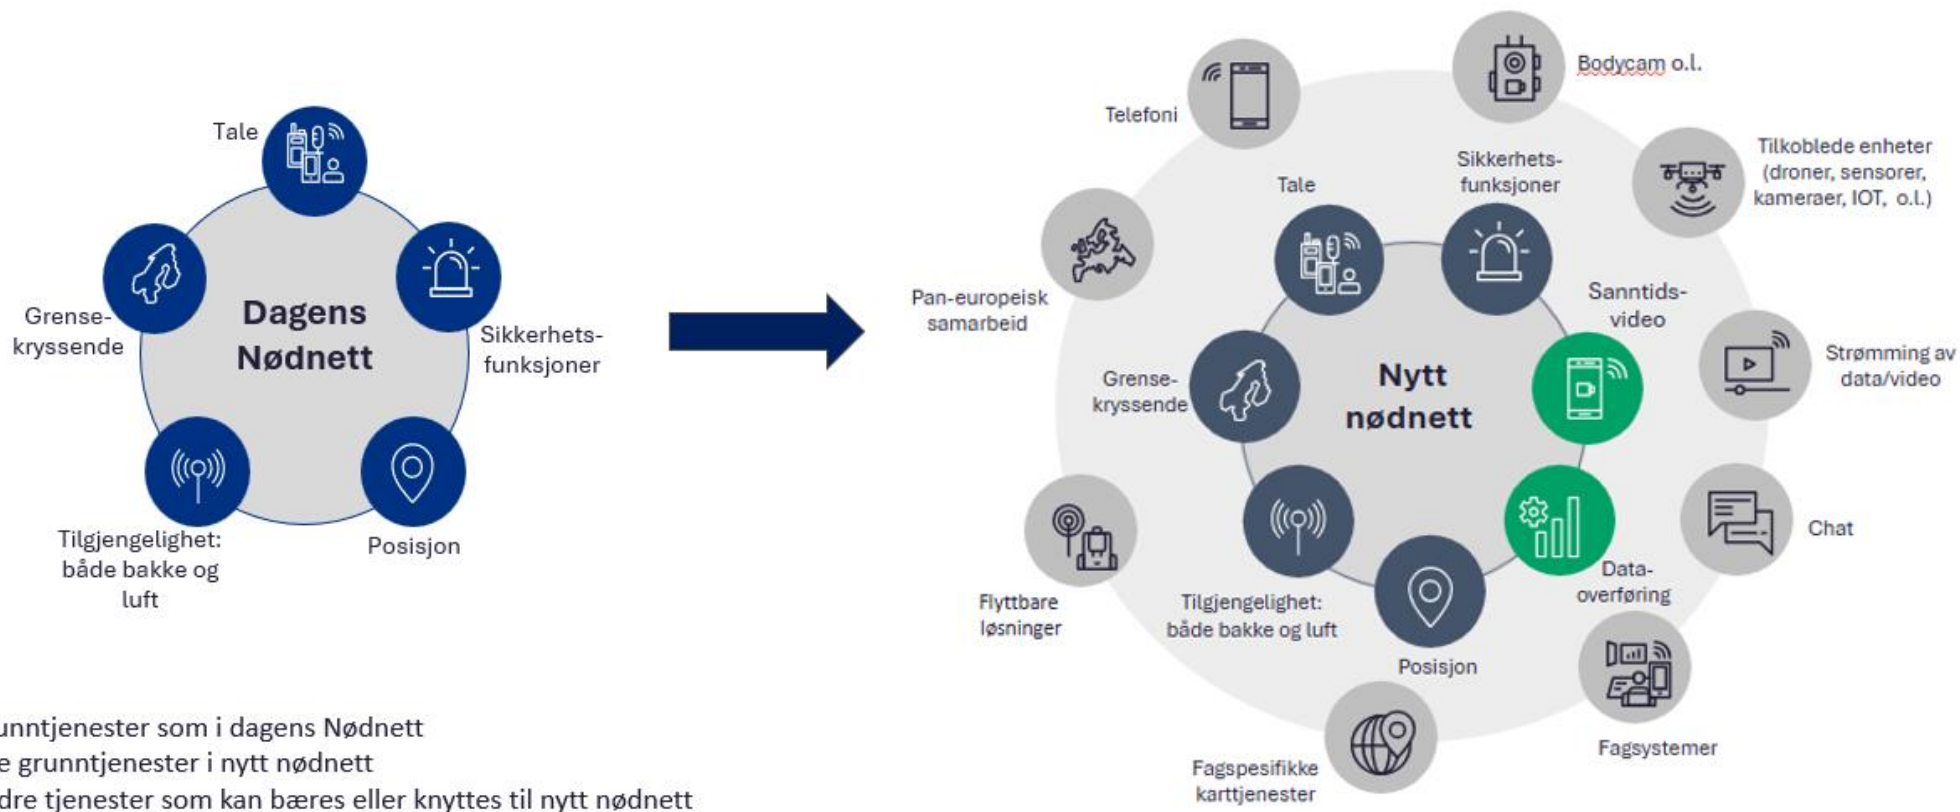 Tale
Grense-
kryssende
Dagens
Nødnett
Sikkerhets-
funksjoner
Tilgjengelighet:
både bakke og
luft
Posisjon
Bodycam o.l.
Telefoni
Tilkoblede enheter
(droner, sensorer,
kameraer, IOT, o.l.)
Sikkerhets-
funksjoner
Tale
Pan-europeisk
samarbeid
Sanntids-
video
Strømming av
data/video
Grense-
kryssende
Nytt
nødnett
Chat
Data-
overføring
Flyttbare
løsninger
Tilgjengelighet:
både bakke og luft
Posisjon
Fagsystemer
Fagspesifikke
karttjenester
som i dagens Nødnett
grunntjenester i nytt nødnett
tjenester som kan bæres eller knyttes til nytt nødnett